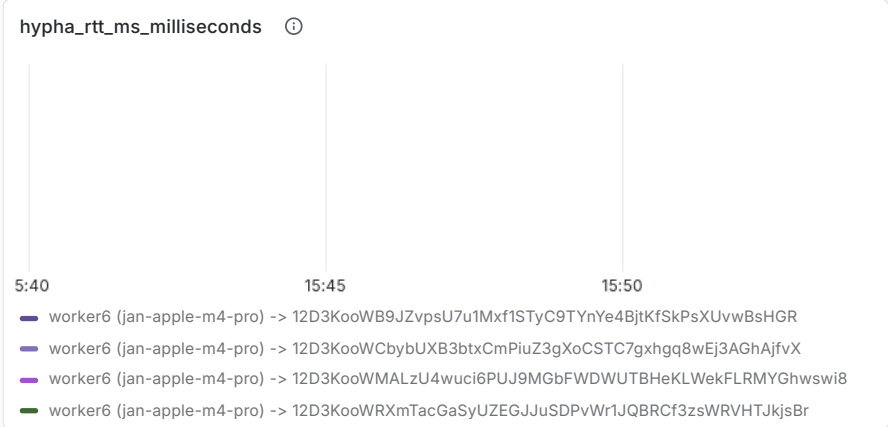 hypha_rtt_ms_milliseconds
5:40 15:45 15:50
worker6 (jan-apple-m4-pro) -> 12D3KooWB9JZvpsU7u1Mxf1STyC9TYnYe4BjtKfSkPsXUvwBsHGR
worker6 (jan-apple-m4-pro) -> 12D3KooWCbybUXB3btxCmPiuZ3gXoCSTC7gxhgq8wEj3AGhAjfvX
worker6 (jan-apple-m4-pro) -> 12D3KooWMALzU4wuci6PUJ9MGbFWDWUTBHeKLWekFLRMYGhwswi8
worker6 (jan-apple-m4-pro) -> 12D3KooWRXmTacGaSyUZEGJJuSDPvWr1JQBRCf3zsWRVHTJkjsBr